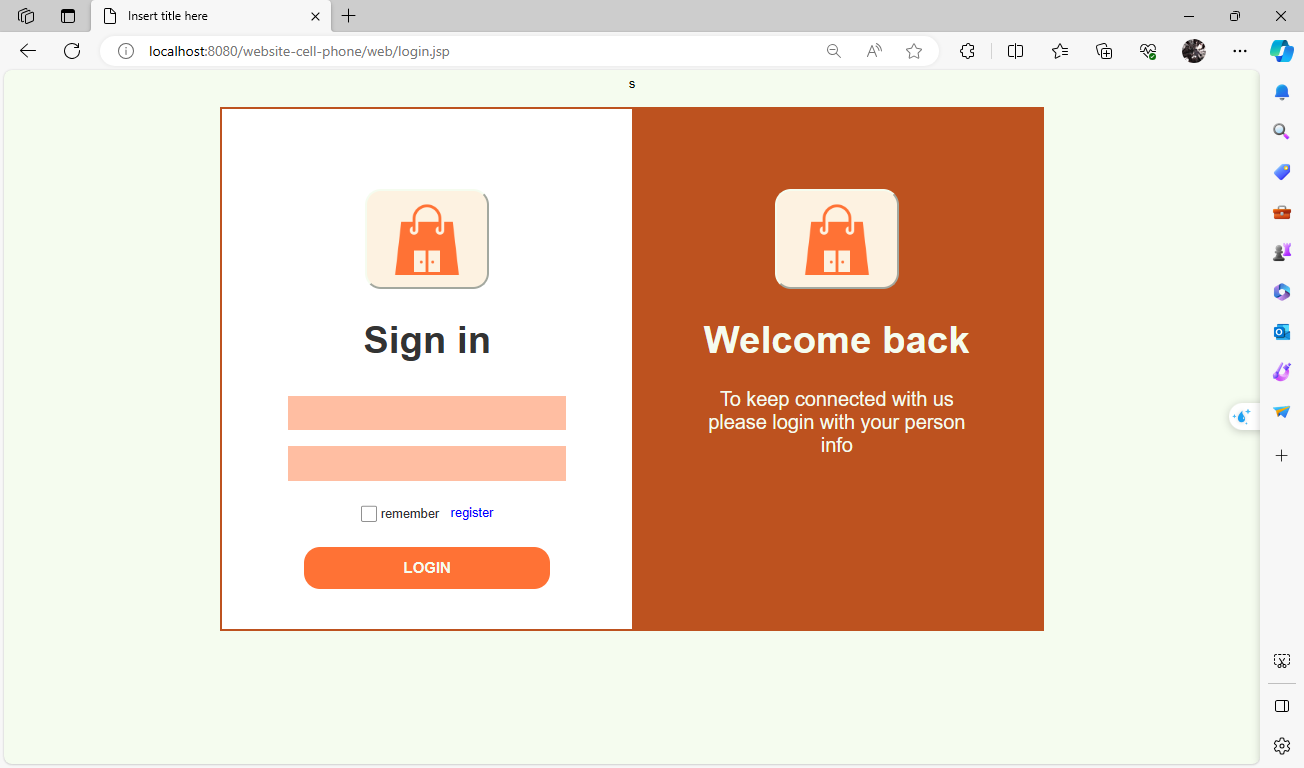 Insert title here
localhost:8080/website-cell-phone/web/login.jsp
s
Sign in
remember register
LOGIN
Welcome back
To keep connected with us
please login with your person
info